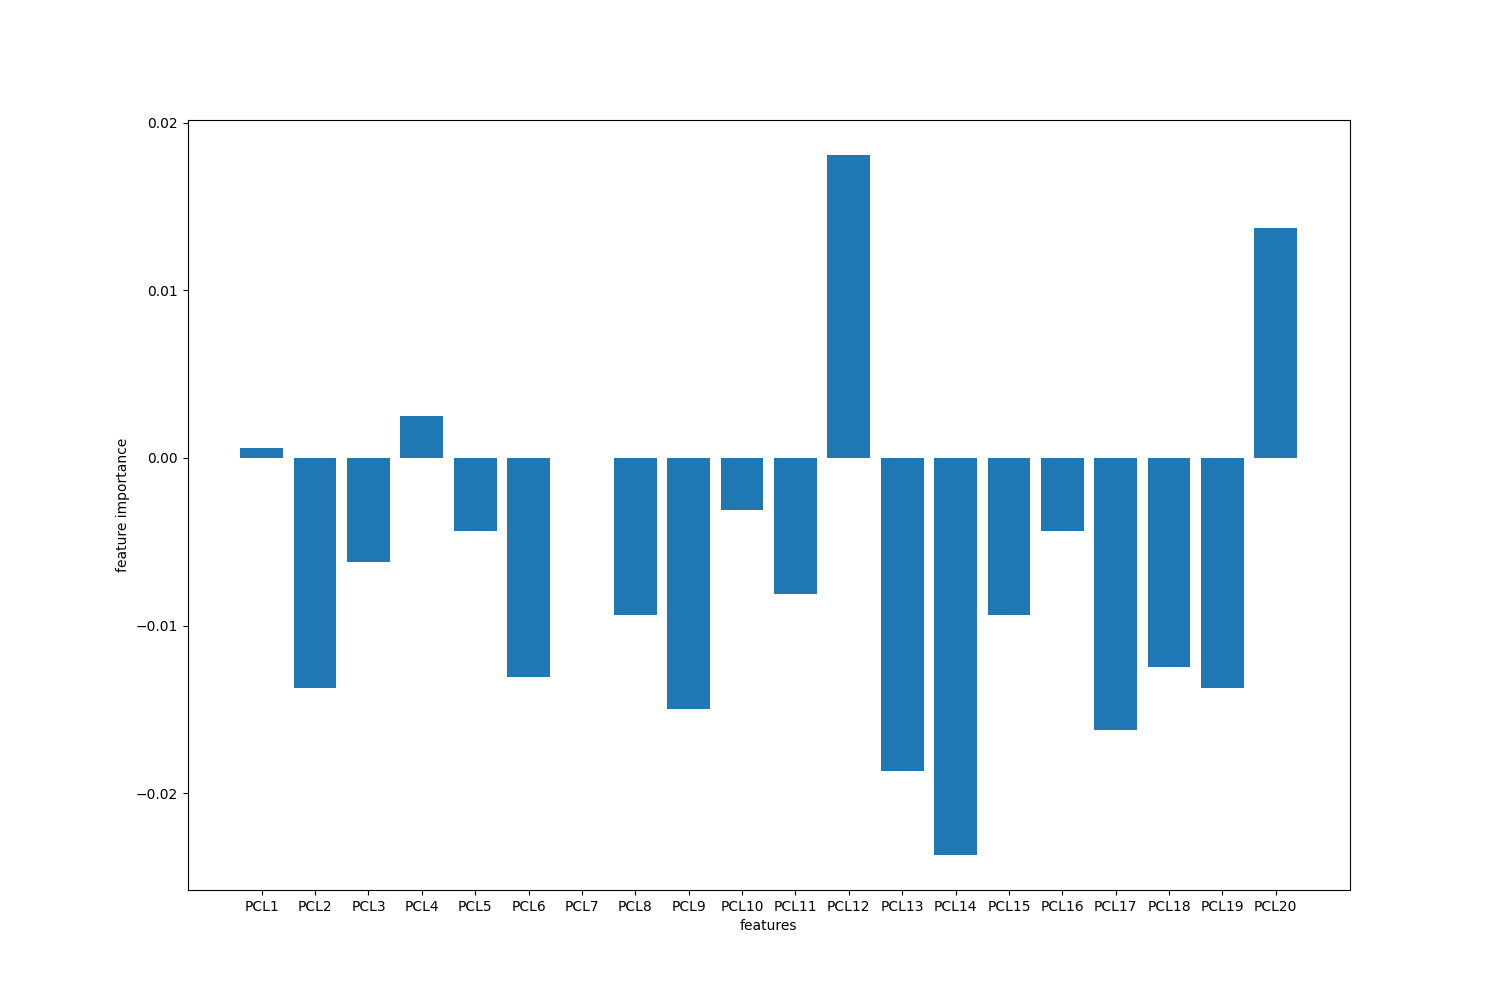 0.02
0.01
0.00
−0.01
−0.02
feature importance
PCL1 PCL2 PCL3 PCL4 PCL5 PCL6 PCL7 PCL8 PCL9 PCL10 PCL11 PCL12 PCL13 PCL14 PCL15 PCL16 PCL17 PCL18 PCL19 PCL20
features